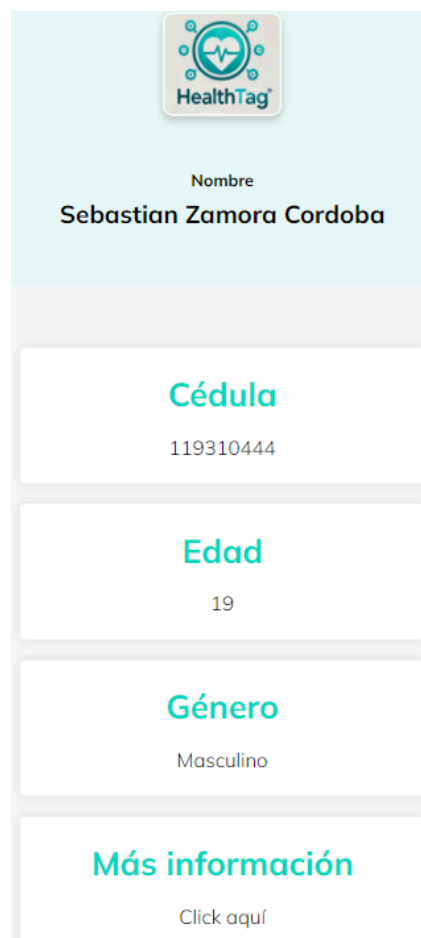 HealthTag®
Nombre
Sebastian Zamora Cordoba
Cédula
119310444
Edad
19
Género
Masculino
Más información
Click aquí